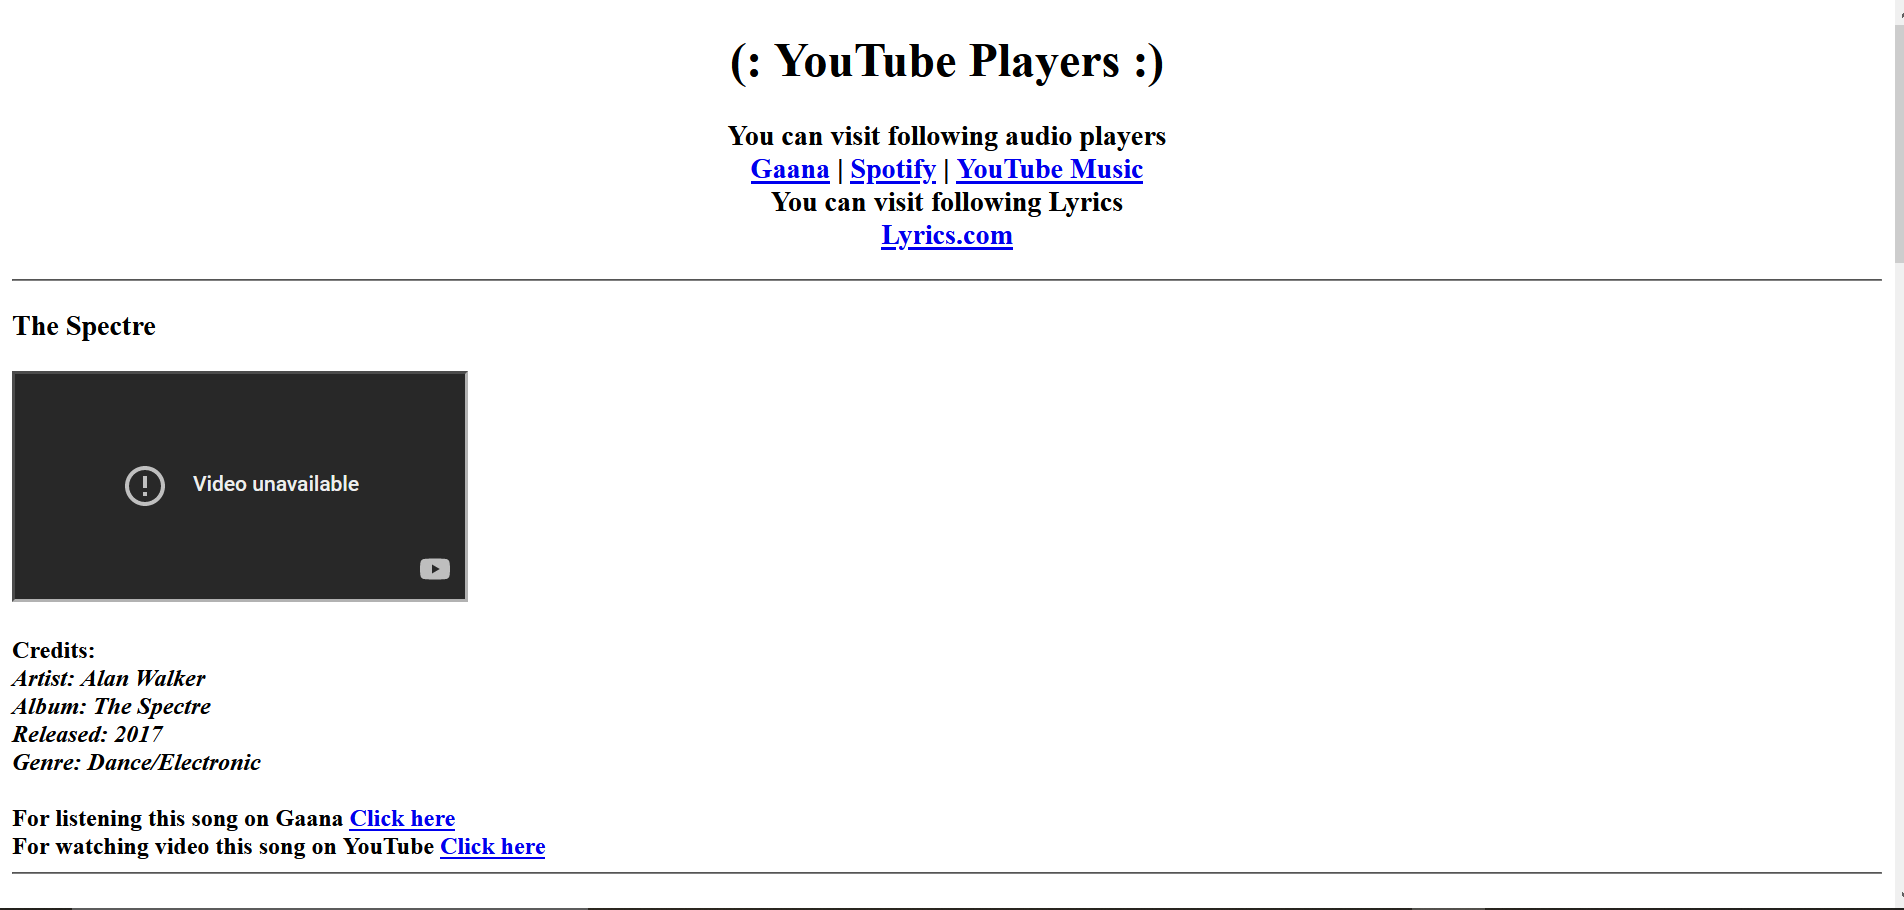 (: YouTube Players :)
You can visit following audio players
Gaana | Spotify | YouTube Music
You can visit following Lyrics
Lyrics.com
The Spectre
Video unavailable
Credits:
Artist: Alan Walker
Album: The Spectre
Released: 2017
Genre: Dance/Electronic
For listening this song on Gaana Click here
For watching video this song on YouTube Click here